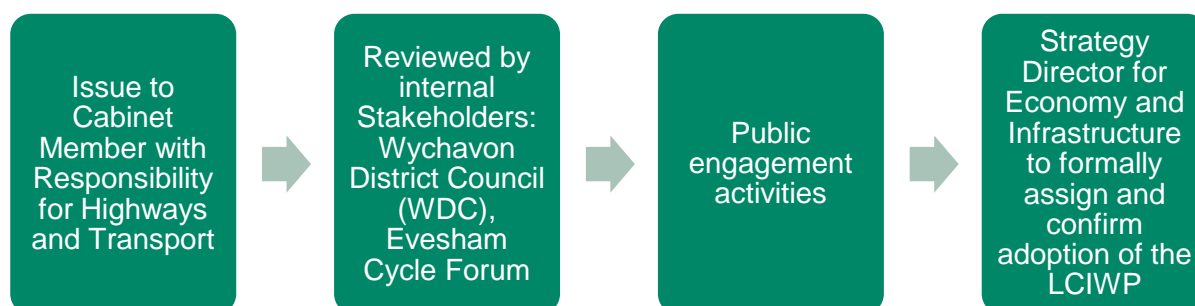 Issue to
Cabinet
Member with
Responsibility
for Highways
and Transport
Reviewed by
internal
Stakeholders:
Wychavon
District Council
(WDC),
Evesham
Cycle Forum
Public
engagement
activities
Strategy
Director for
Economy and
Infrastructure
to formally
assign and
confirm
adoption of the
LCIWP